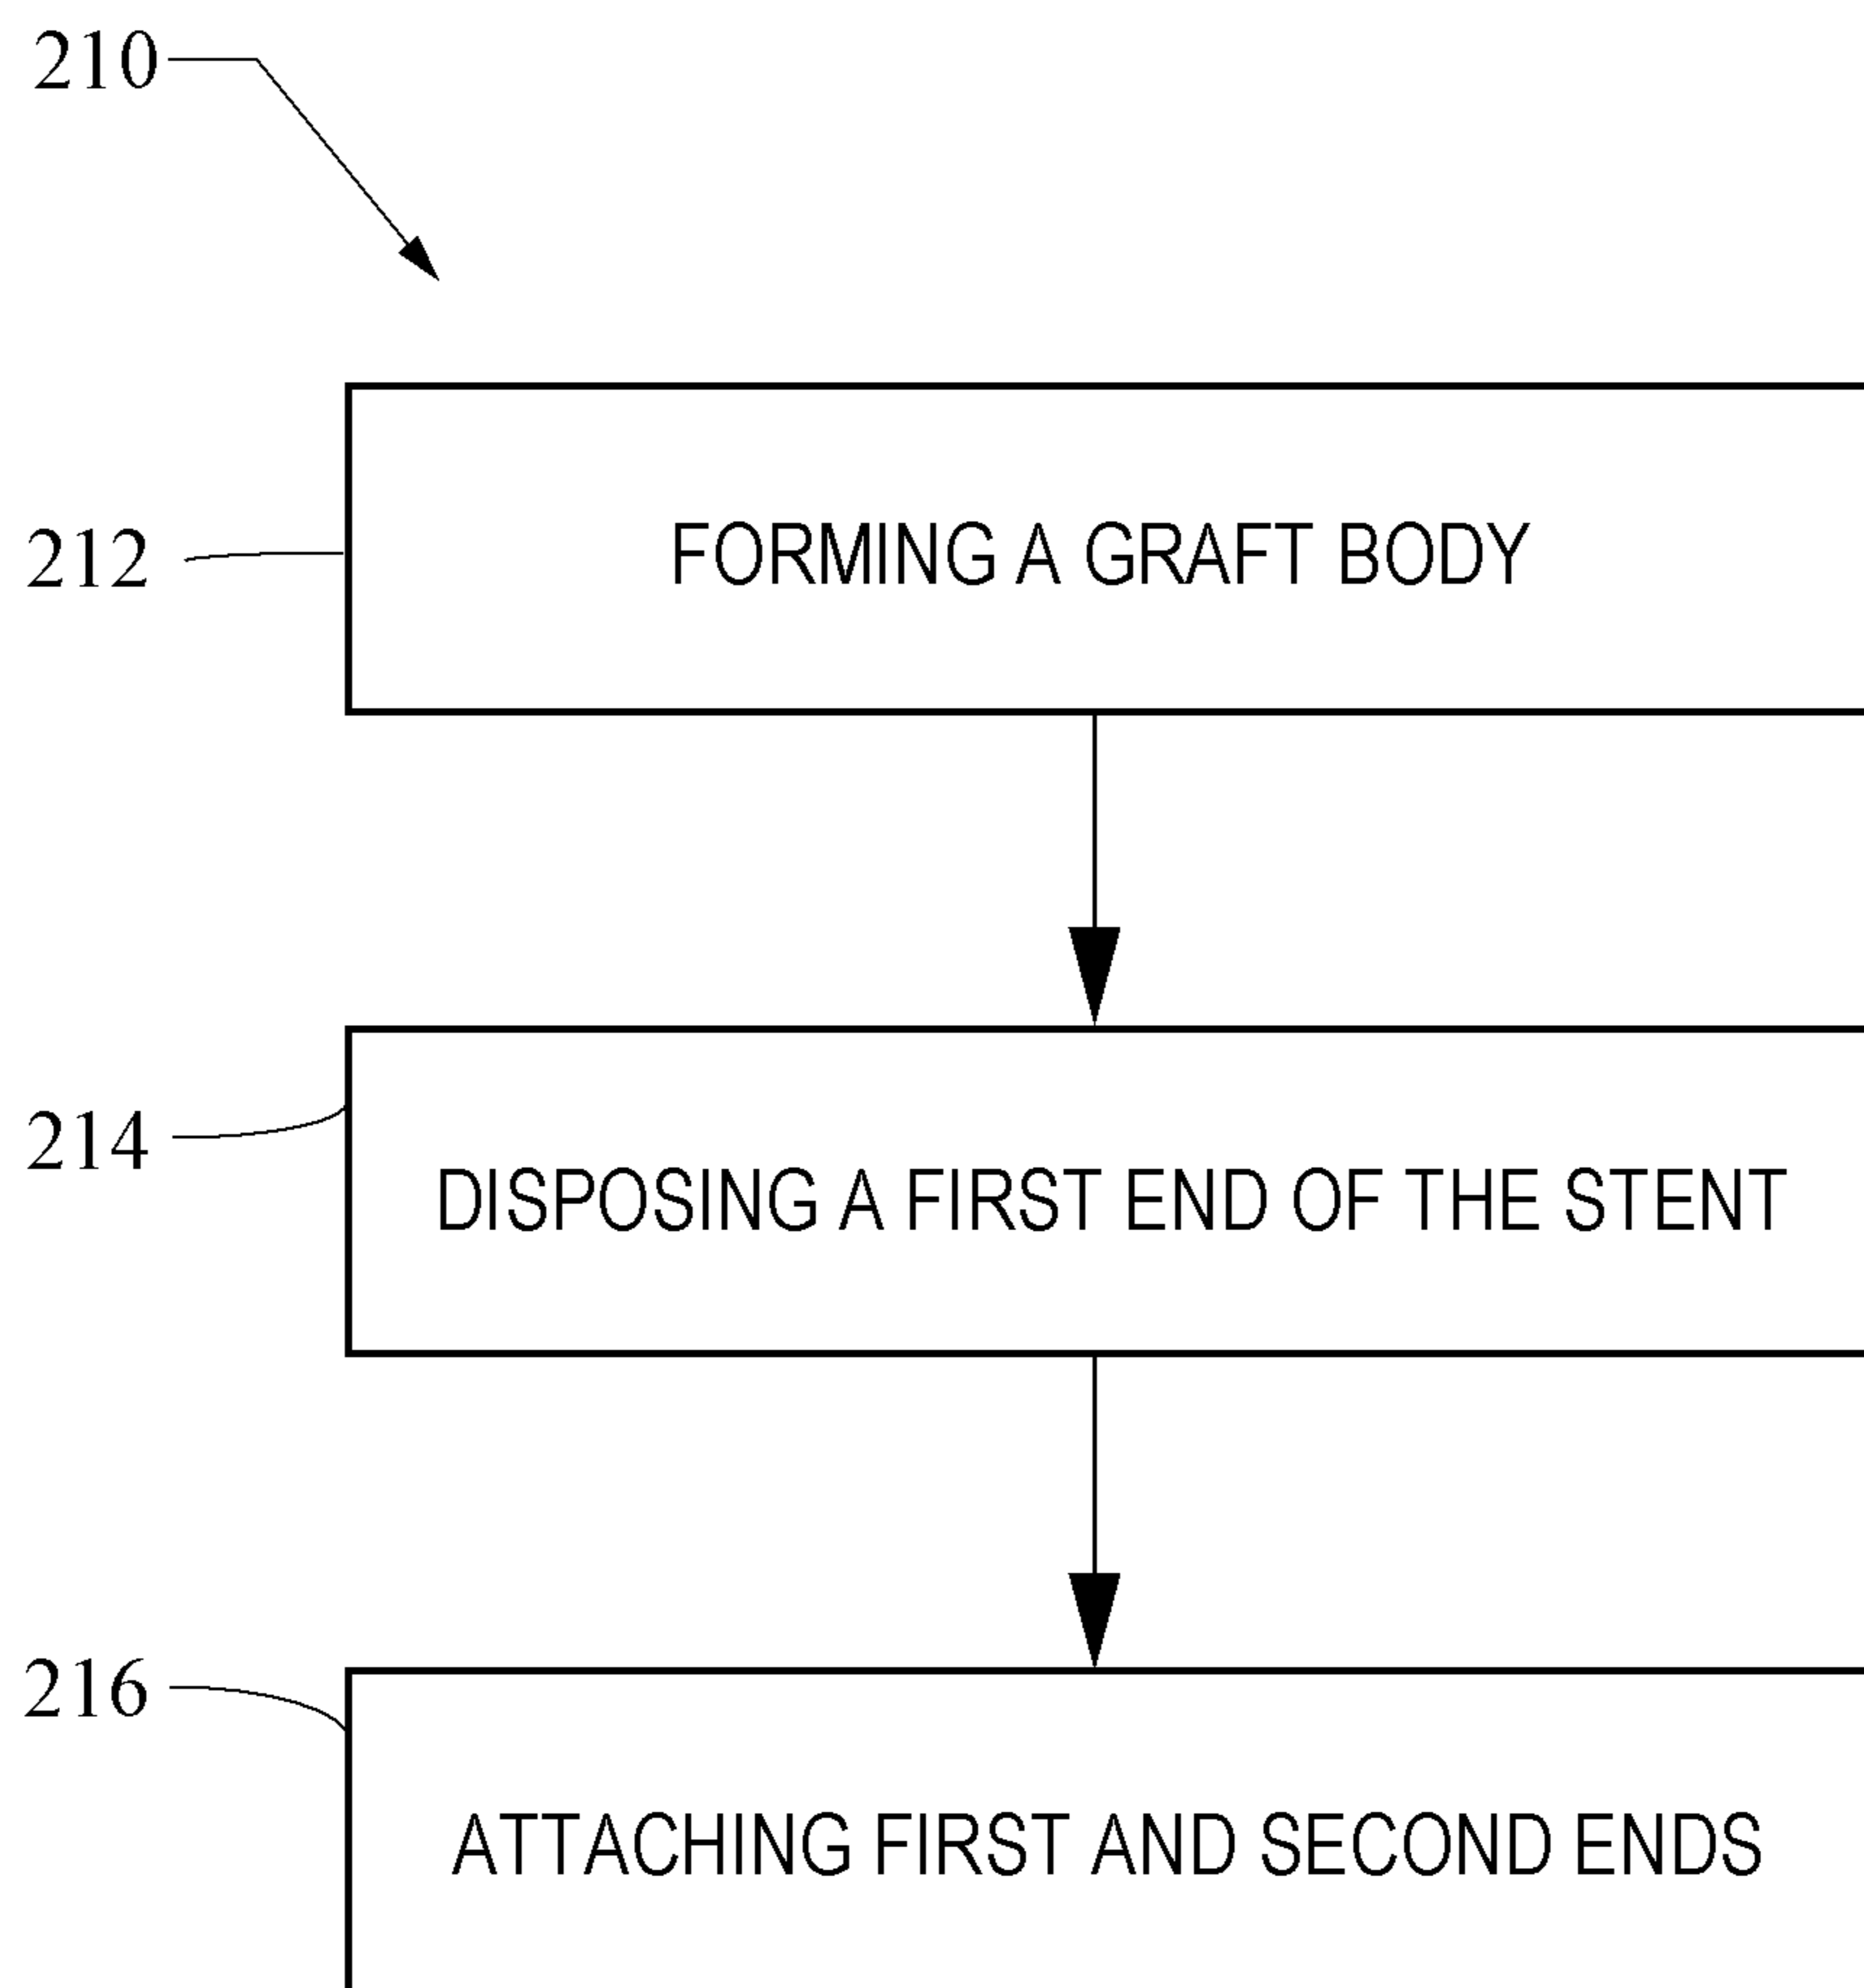 210
212
FORMING A GRAFT BODY
214
DISPOSING A FIRST END OF THE STENT
216
ATTACHING FIRST AND SECOND ENDS